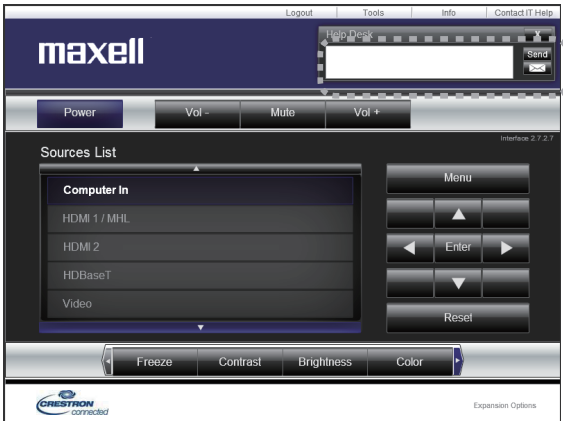 Logout Tools Info Contact IT Help
maxell
Help Desk X
Send
Power Vol - Mute Vol +
Interface 2.7.2.7
Sources List
Computer In
HDMI 1 / MHL
HDMI 2
HDBaseT
Video
Menu
Enter
Reset
Freeze Contrast Brightness Color
CRESTRON
connected
Expansion Options